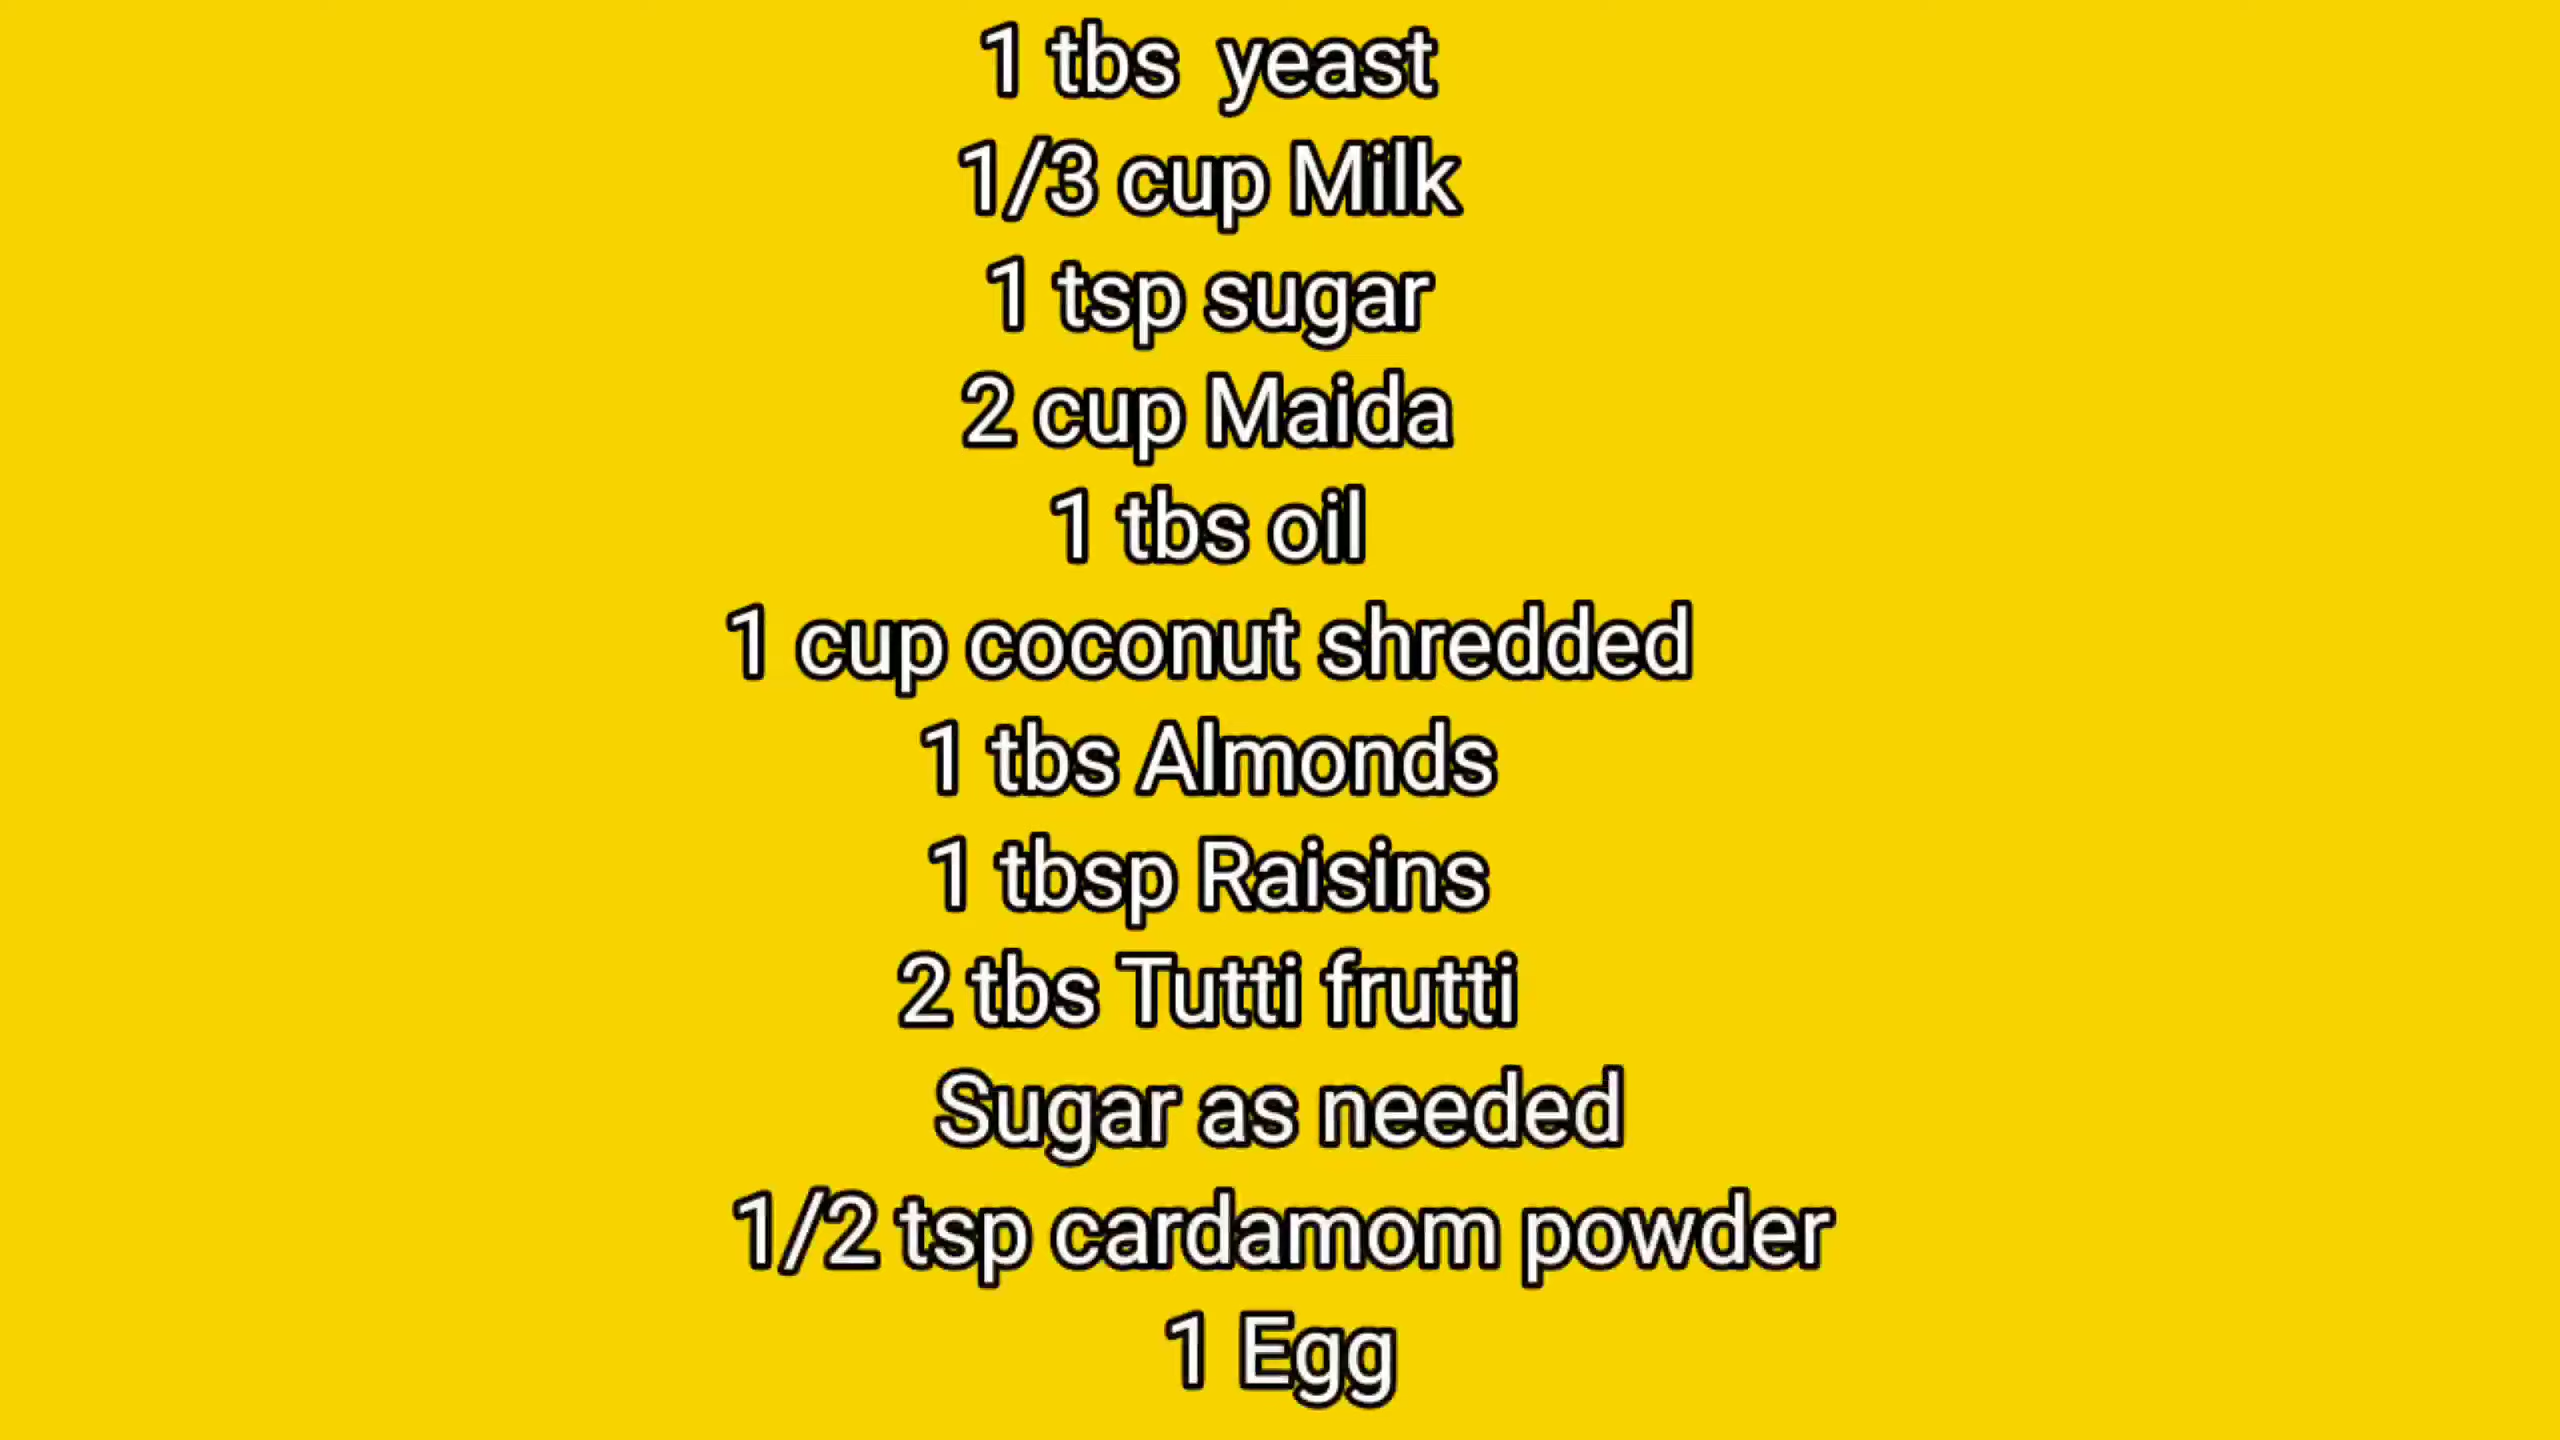 1 tbs  yeast
1/3 cup Milk
1 tsp sugar
2 cup Maida
1 tbs oil
1 cup coconut shredded
1 tbs Almonds
1 tbsp Raisins
2 tbs Tutti frutti
Sugar as needed
1/2 tsp cardamom powder
1 Egg